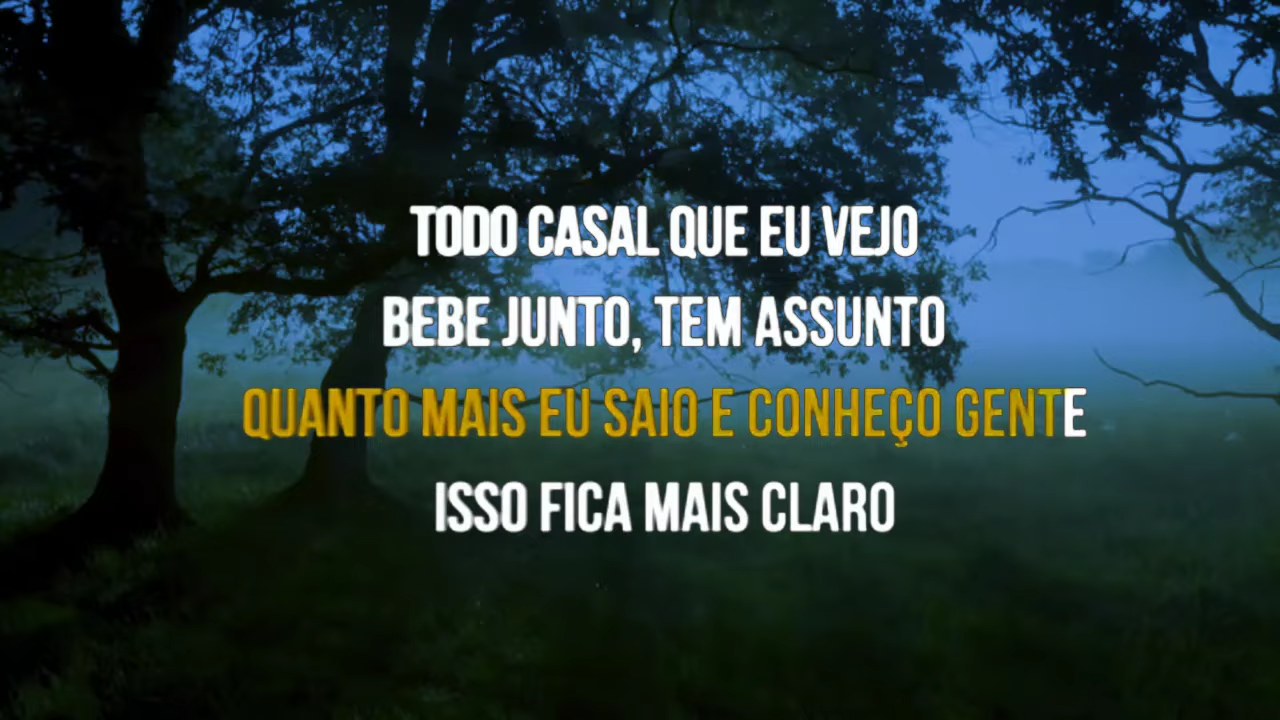 TODO CASAL QUE EU VEJO
BEBE JUNTO, TEM ASSUNTO
QUANTO MAIS EU SAIO E CONHEÇO GENTE
ISSO FICA MAIS CLARO